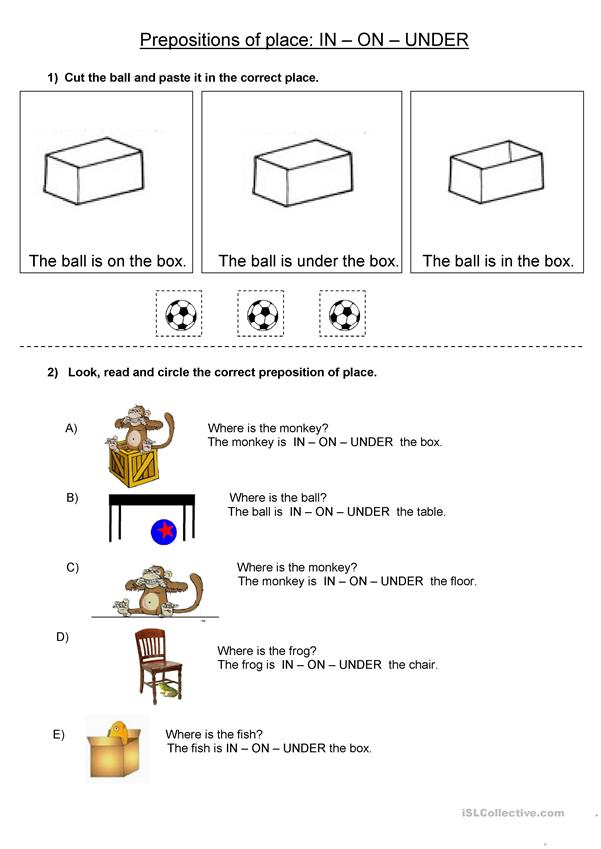 Prepositions of place: IN – ON – UNDER
1) Cut the ball and paste it in the correct place.
The ball is on the box.
The ball is under the box.
The ball is in the box.
2) Look, read and circle the correct preposition of place.
A)
Where is the monkey?
The monkey is IN – ON – UNDER the box.
B)
Where is the ball?
The ball is IN – ON – UNDER the table.
C)
Where is the monkey?
The monkey is IN – ON – UNDER the floor.
D)
Where is the frog?
The frog is IN – ON – UNDER the chair.
E)
Where is the fish?
The fish is IN – ON – UNDER the box.
iSLCollective.com